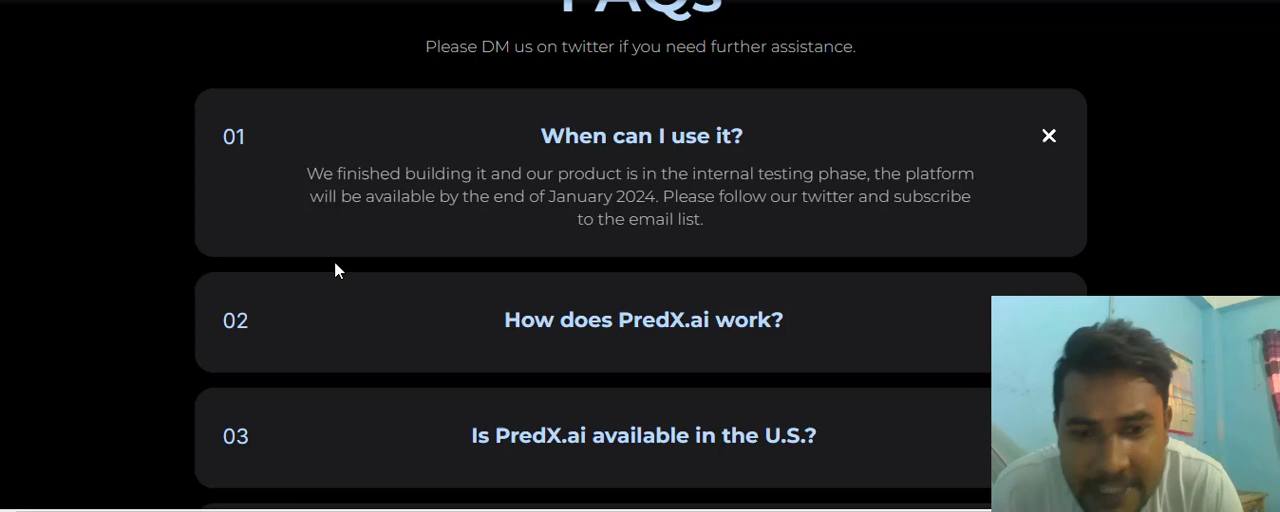 FAQs
Please DM us on twitter if you need further assistance.
01
When can I use it?
We finished building it and our product is in the internal testing phase, the platform
will be available by the end of January 2024. Please follow our twitter and subscribe
to the email list.
02
How does PredX.ai work?
03
Is PredX.ai available in the U.S.?